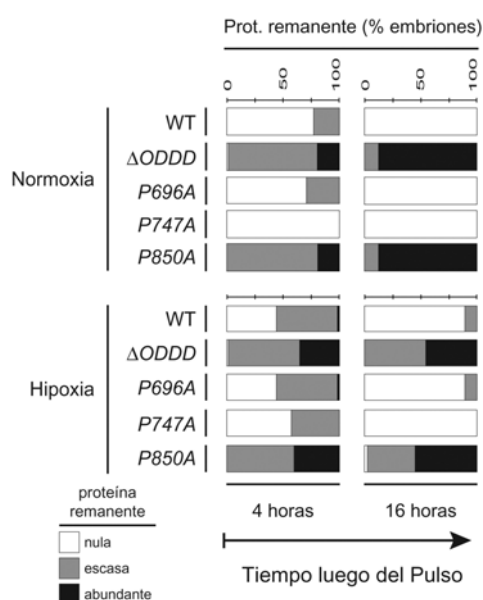 Prot. remanente (% embriones)
0 50 100 0 50 100
Normoxia
WT
ΔODDD
P696A
P747A
P850A
Hipoxia
WT
ΔODDD
P696A
P747A
P850A
4 horas 16 horas
Tiempo luego del Pulso
proteína
remanente
nula
escasa
abundante